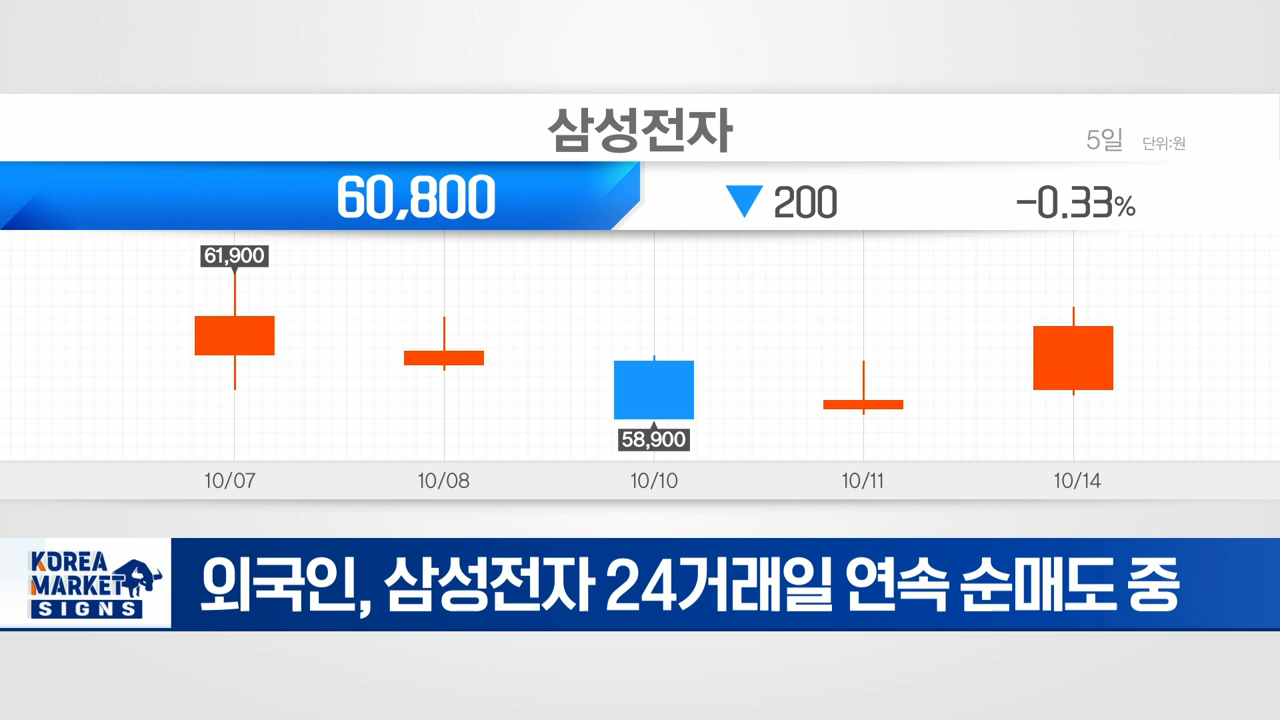 삼성전자
5일 단위:원
60,800 ▼ 200 -0.33%
61,900
58,900
10/07 10/08 10/10 10/11 10/14
KOREA
MARKET
SIGNS
외국인, 삼성전자 24거래일 연속 순매도 중